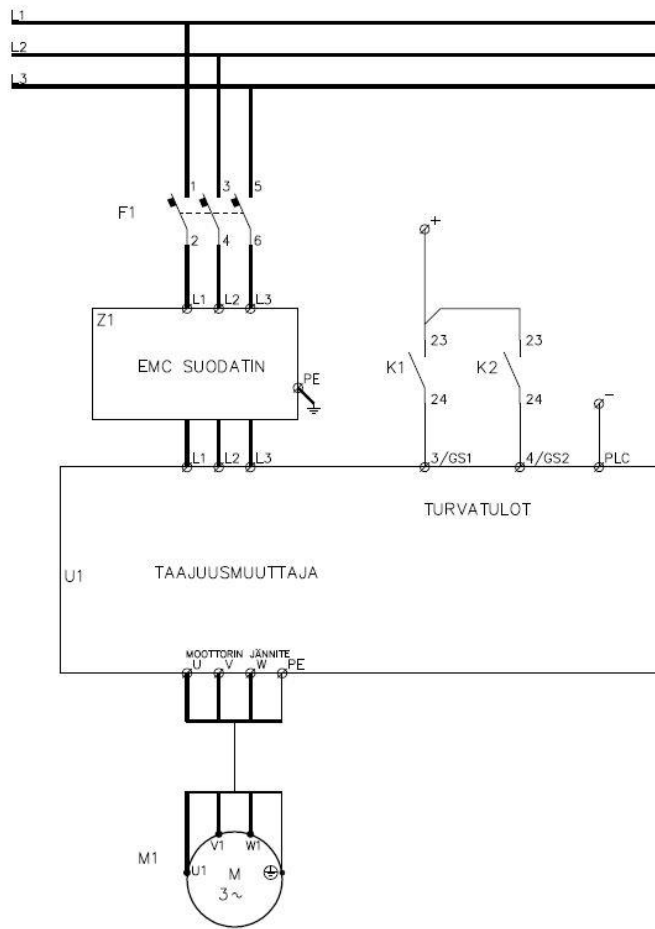 L1
L2
L3
1 3 5
F1
2 4 6
+
L1 L2 L3
Z1
EMC SUODATIN
PE
23 23
K1 K2
24 24
-
L1 L2 L3 3/GS1 4/GS2 PLC
TURVATULOT
U1
TAAJUUSMUUTTAJA
MOOTTORIN JÄNNITE
U V W PE
M1
V1 W1
U1
M
3~